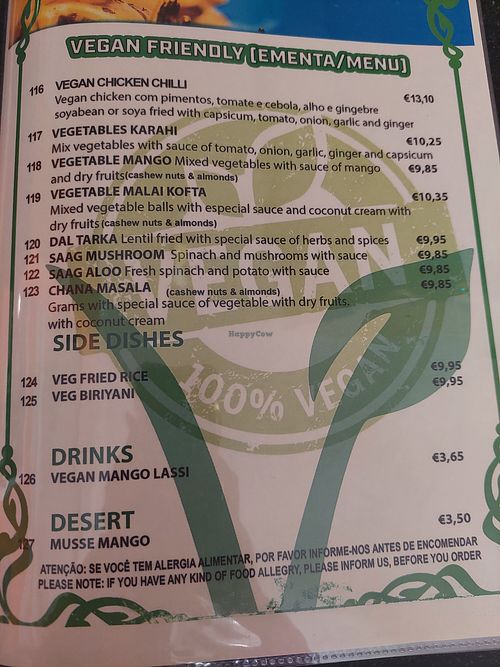 VEGAN FRIENDLY (EMENTA/MENU)
116 VEGAN CHICKEN CHILLI
Vegan chicken com pimentos, tomate e cebola, alho e gingebre €13,10
soyabean or soya fried with capsicum, tomato, onion, garlic and ginger
117 VEGETABLES KARAHI €10,25
Mix vegetables with sauce of tomato, onion, garlic, ginger and capsicum
118 VEGETABLE MANGO Mixed vegetables with sauce of mango €9,85
and dry fruits(cashew nuts & almonds)
119 VEGETABLE MALAI KOFTA €10,35
Mixed vegetable balls with especial sauce and coconut cream with
dry fruits (cashew nuts & almonds)
120 DAL TARKA Lentil fried with special sauce of herbs and spices €9,95
121 SAAG MUSHROOM Spinach and mushrooms with sauce €9,85
122 SAAG ALOO Fresh spinach and potato with sauce €9,85
123 CHANA MASALA (cashew nuts & almonds) €9,85
Grams with special sauce of vegetable with dry fruits.
with coconut cream
HappyCow
SIDE DISHES
124 VEG FRIED RICE €9,95
125 VEG BIRIYANI €9,95
VEGAN
100% VEGAN
DRINKS
126 VEGAN MANGO LASSI €3,65
DESERT
127 MUSSE MANGO €3,50
ATENÇÃO: SE VOCÊ TEM ALERGIA ALIMENTAR, POR FAVOR INFORME-NOS ANTES DE ENCOMENDAR
PLEASE NOTE: IF YOU HAVE ANY KIND OF FOOD ALLEGRY, PLEASE INFORM US, BEFORE YOU ORDER